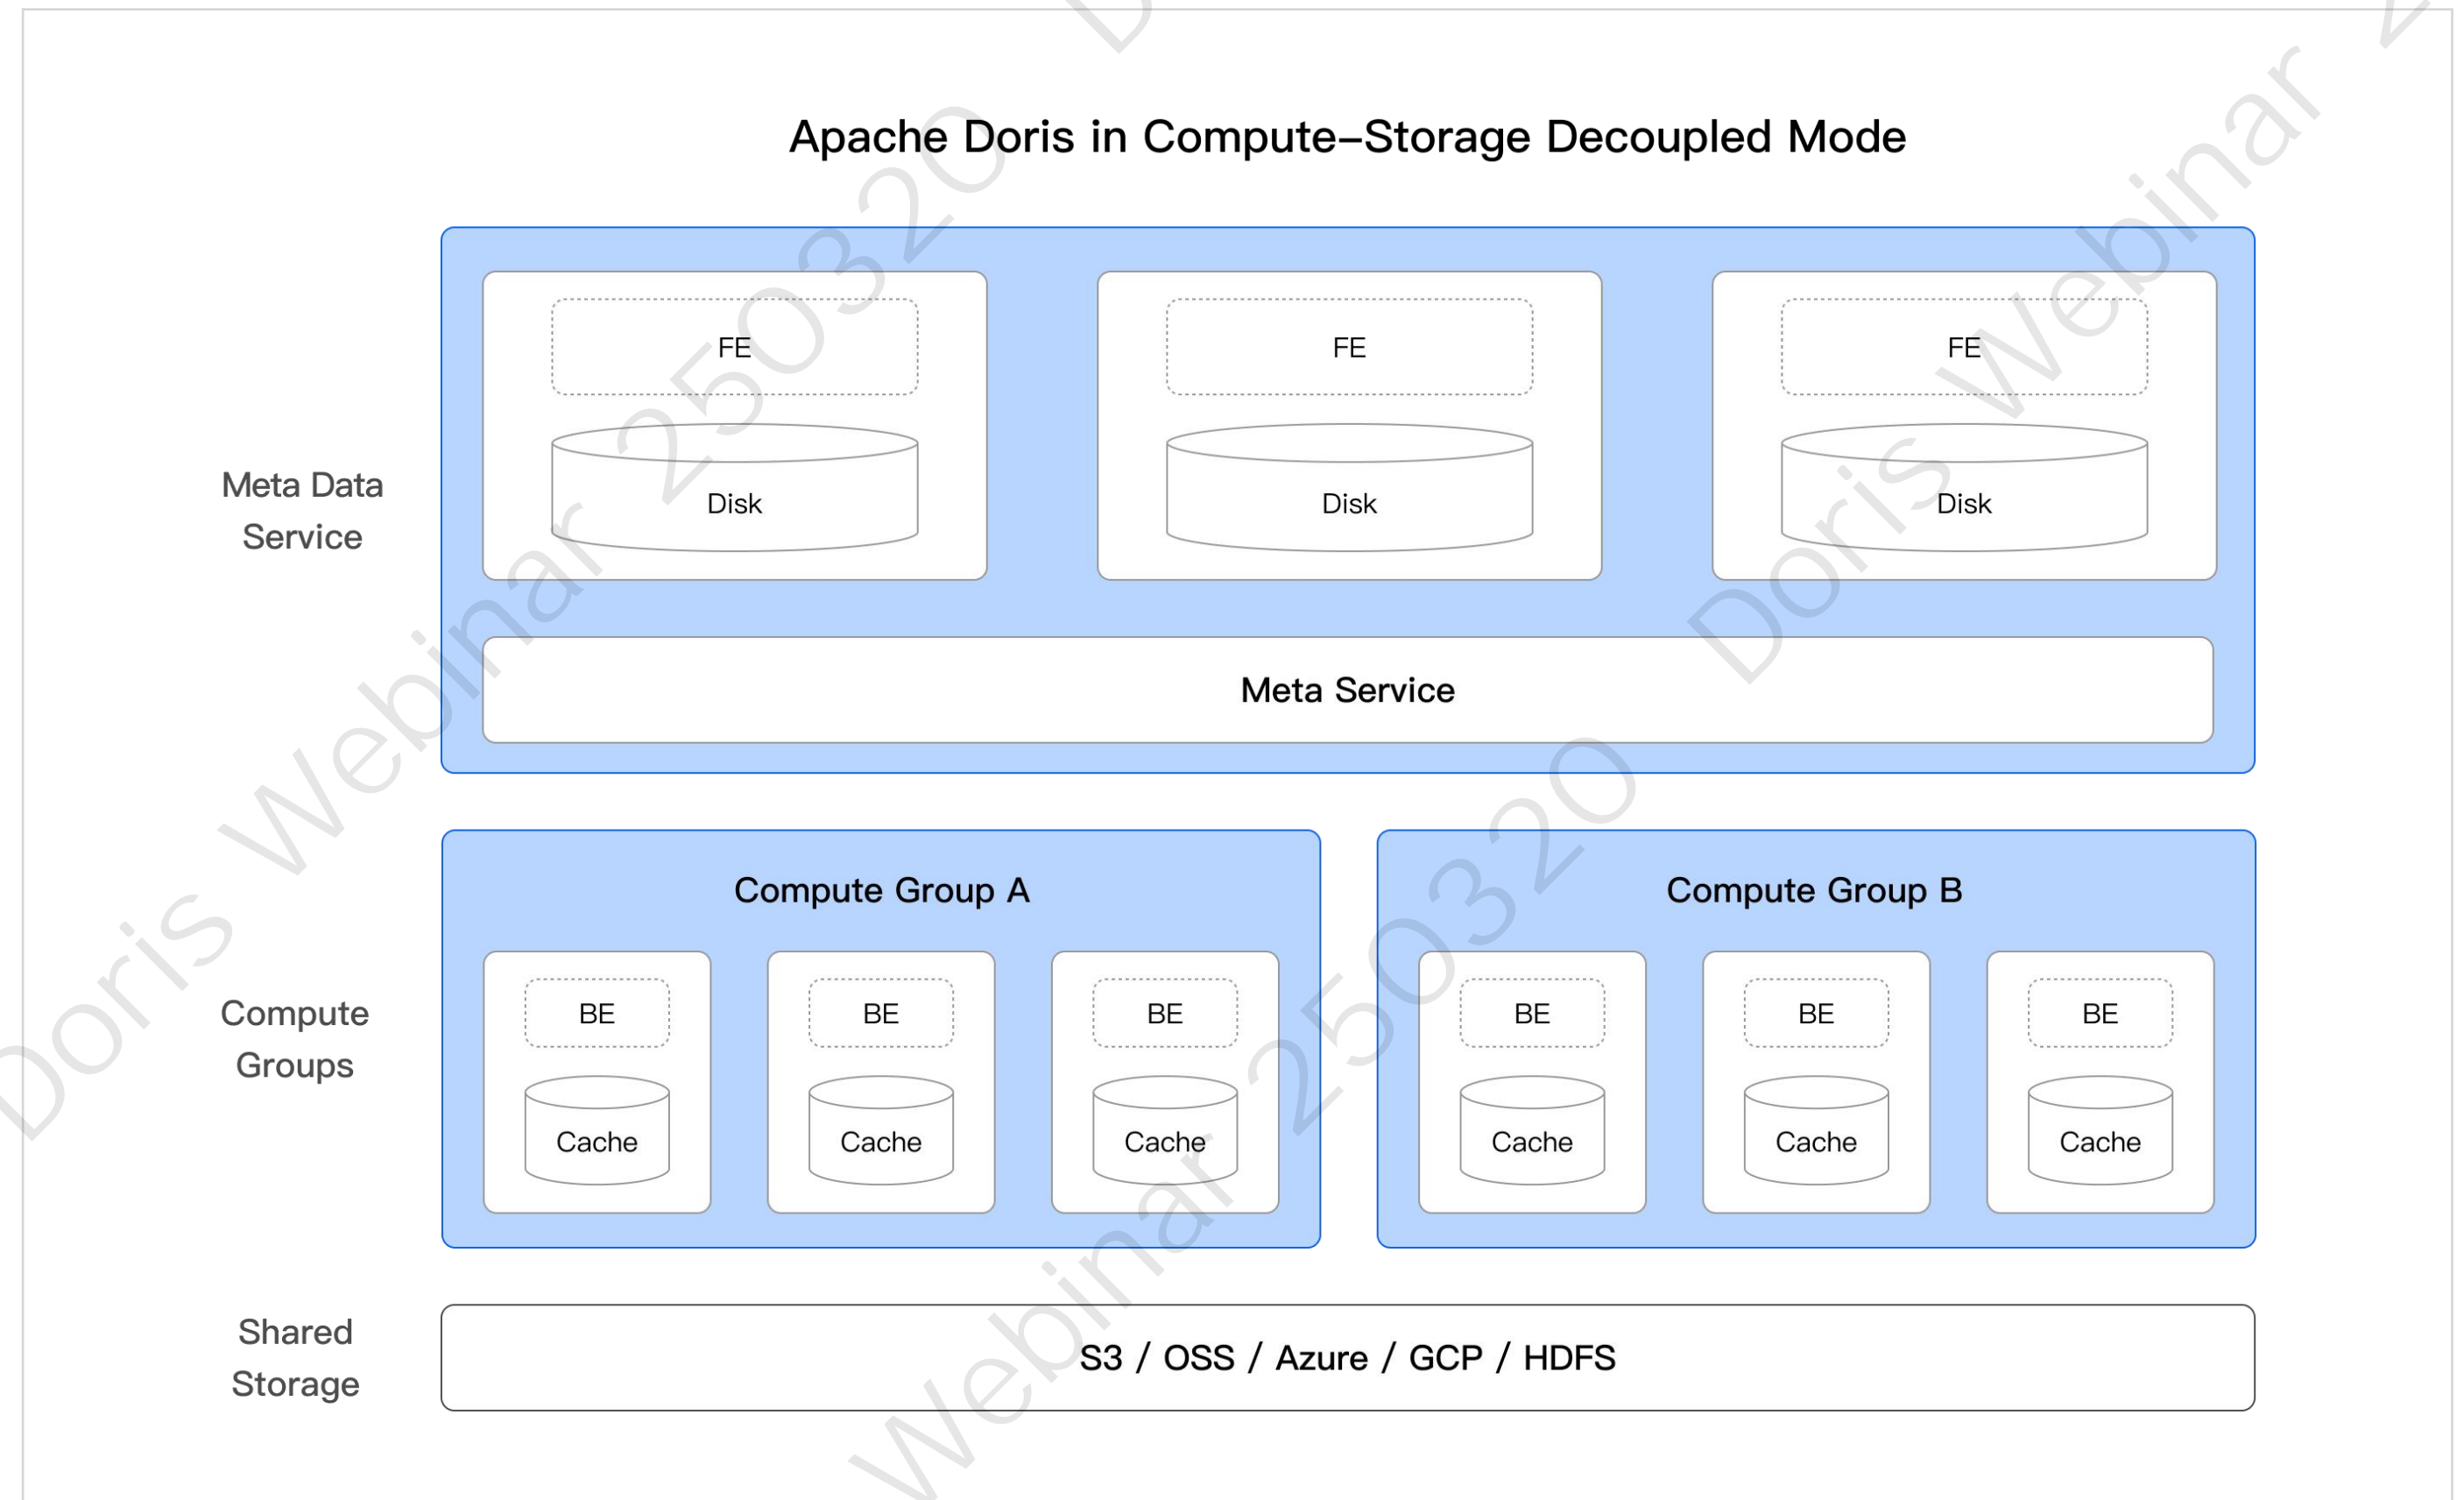 Apache Doris in Compute–Storage Decoupled Mode
Meta Data
Service
FE
FE
FE
Disk
Disk
Disk
Meta Service
Compute
Groups
Compute Group A
Compute Group B
BE
BE
BE
BE
BE
BE
Cache
Cache
Cache
Cache
Cache
Cache
Shared
Storage
S3 / OSS / Azure / GCP / HDFS
Doris Webinar 250320
Webinar 250320
Doris Webinar 2
D